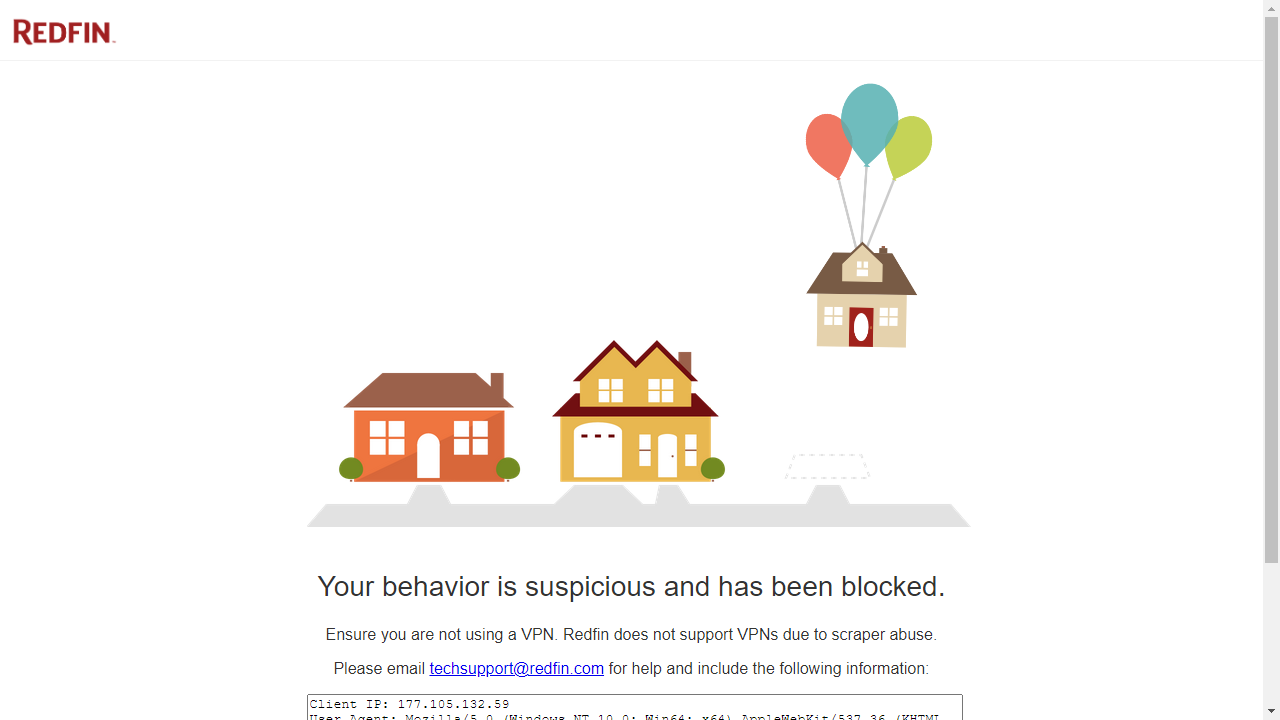 REDFIN
Your behavior is suspicious and has been blocked.
Ensure you are not using a VPN. Redfin does not support VPNs due to scraper abuse.
Please email techsupport@redfin.com for help and include the following information:
Client IP: 177.105.132.59
User Agent: Mozilla/5.0 (Windows NT 10.0; Win64; x64) AppleWebKit/537.36 (KHTML,